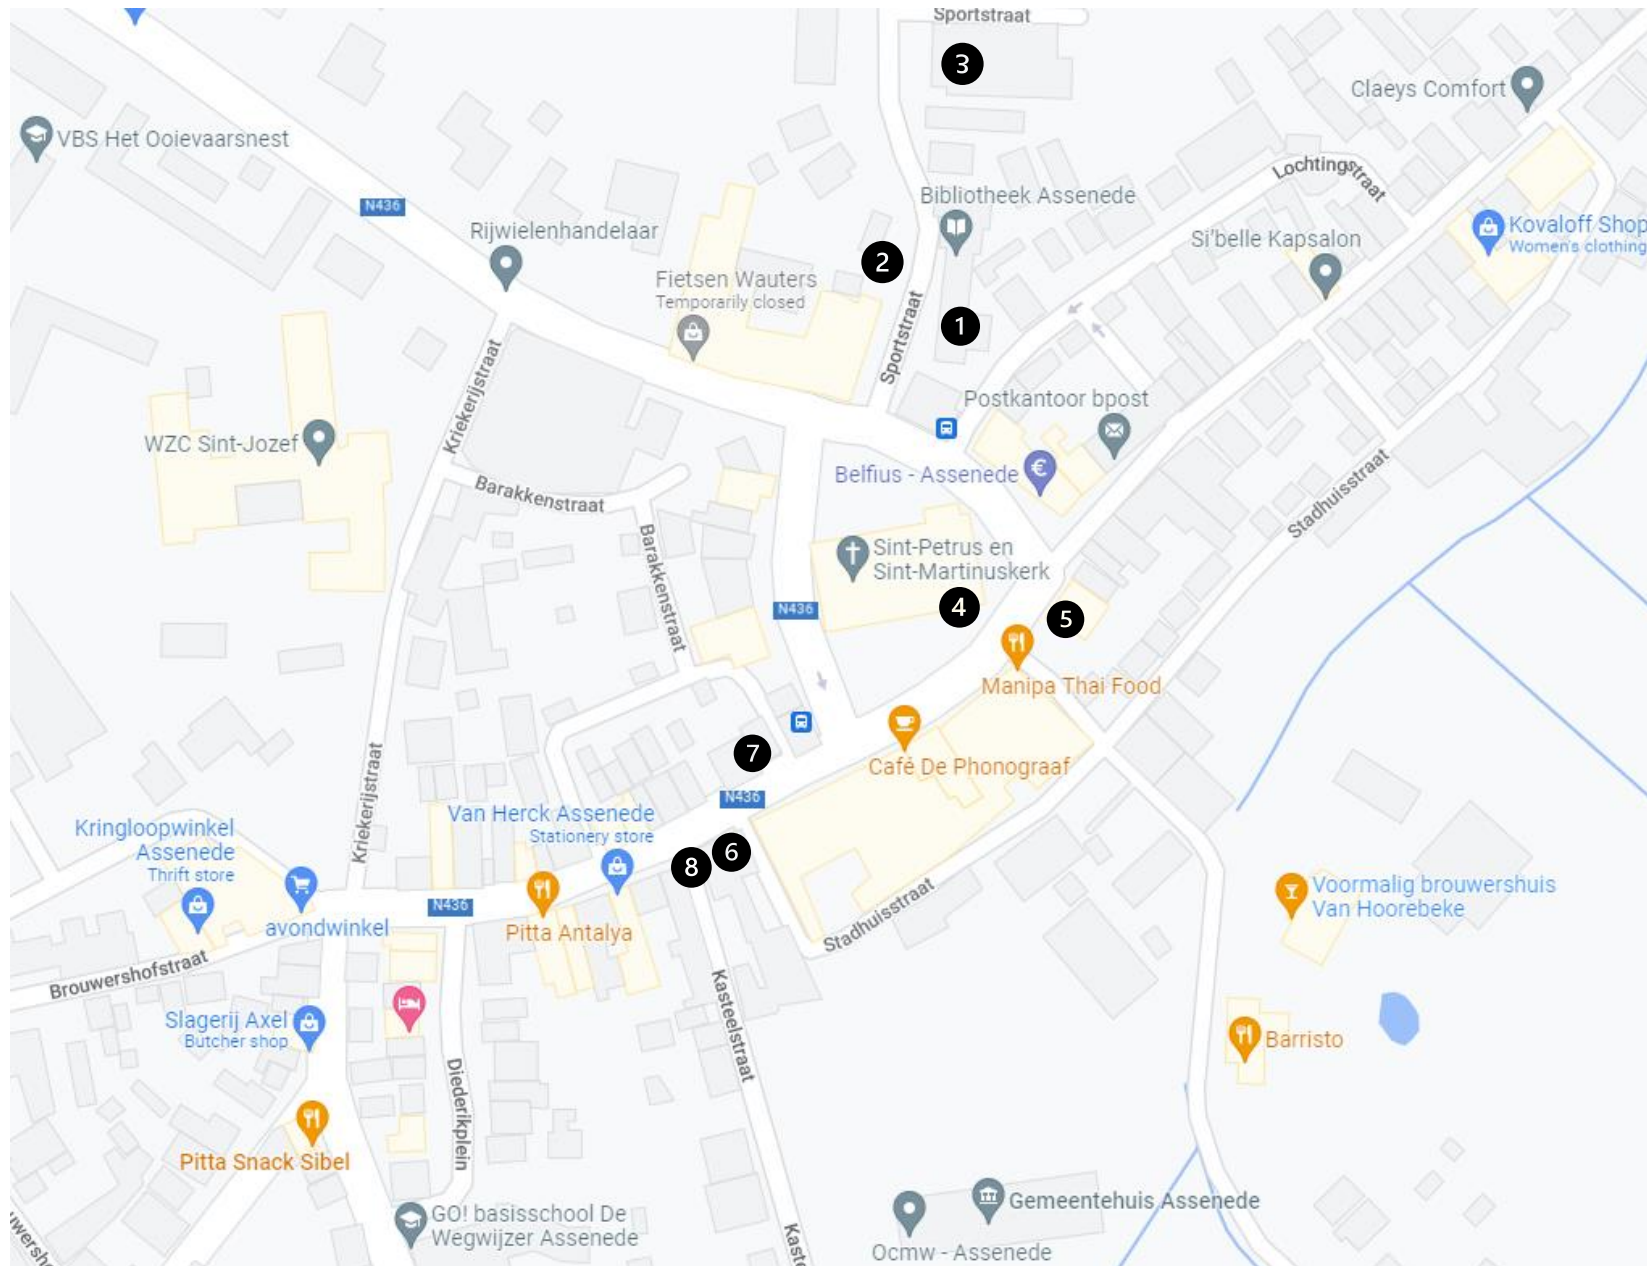 Sportstraat
3
Claeys Comfort
VBS Het Ooievaarsnest
Lochtingstraat
Bibliotheek Assenede
N436
Rijwielenhandelaar
Si'belle Kapsalon
Kovaloff Shop
Women's clothing
2
Fietsen Wauters
Temporarily closed
1
Sportstraat
Kriekerijstraat
Postkantoor bpost
WZC Sint-Jozef
Belfius - Assenede
€
Barakkenstraat
Stadhuisstraat
Barakkenstraat
Sint-Petrus en
Sint-Martinuskerk
N436
4
5
Manipa Thai Food
7
Café De Phonograaf
N436
Kriekerijstraat
Van Herck Assenede
Stationery store
Kringloopwinkel
Assenede
Thrift store
6
8
Voormalig brouwershuis
Van Hoorebeke
N436
avondwinkel
Pitta Antalya
Stadhuisstraat
Brouwershofstraat
Kasteelstraat
Slagerij Axel
Butcher shop
Barristo
Diederikplein
Pitta Snack Sibel
Gemeentehuis Assenede
GO! basisschool De
Wegwijzer Assenede
Ocmw - Assenede
Kaste
uwersho